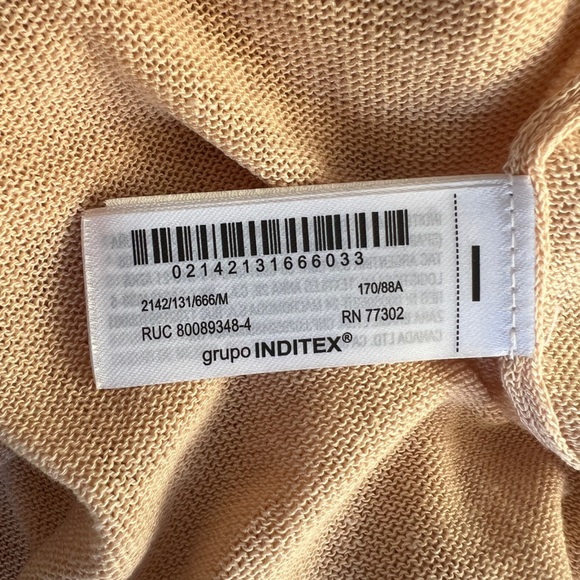 02142131666033
2142/131/666/M 170/88A
RUC 80089348-4 RN 77302
grupo INDITEX®